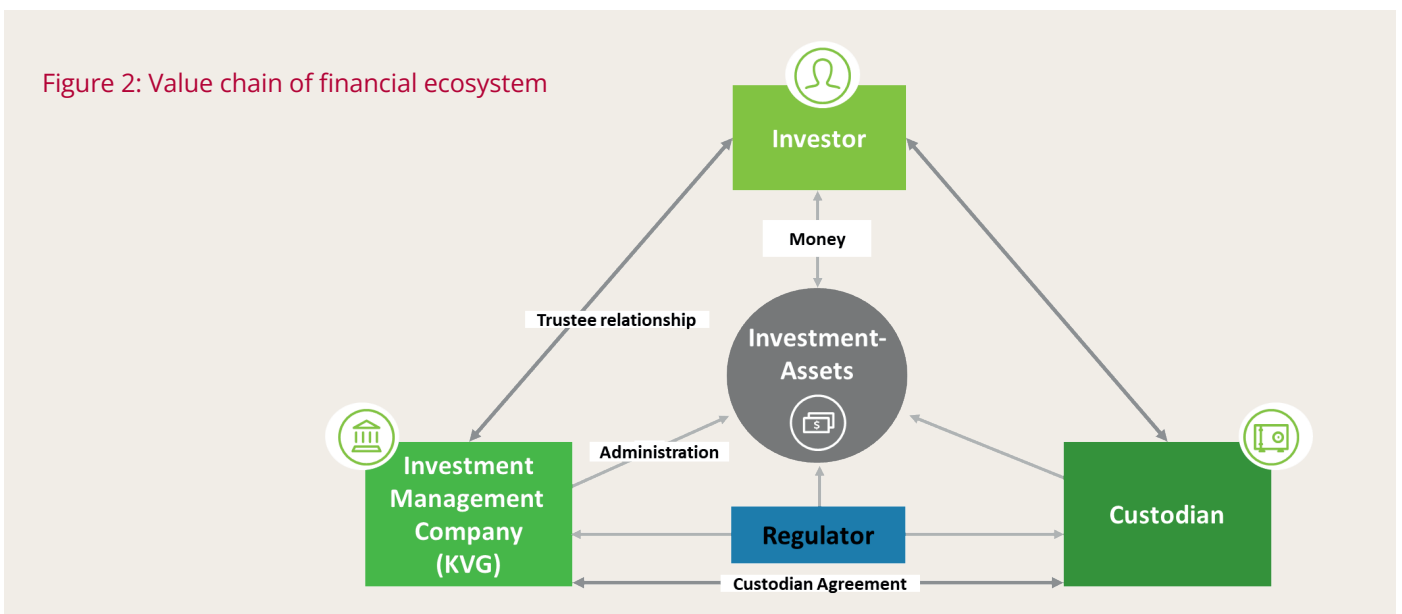 Figure 2: Value chain of financial ecosystem
Investor
Money
Trustee relationship
Investment-
Assets
$
Administration
Investment
Management
Company
(KVG)
Regulator
Custodian
Custodian Agreement